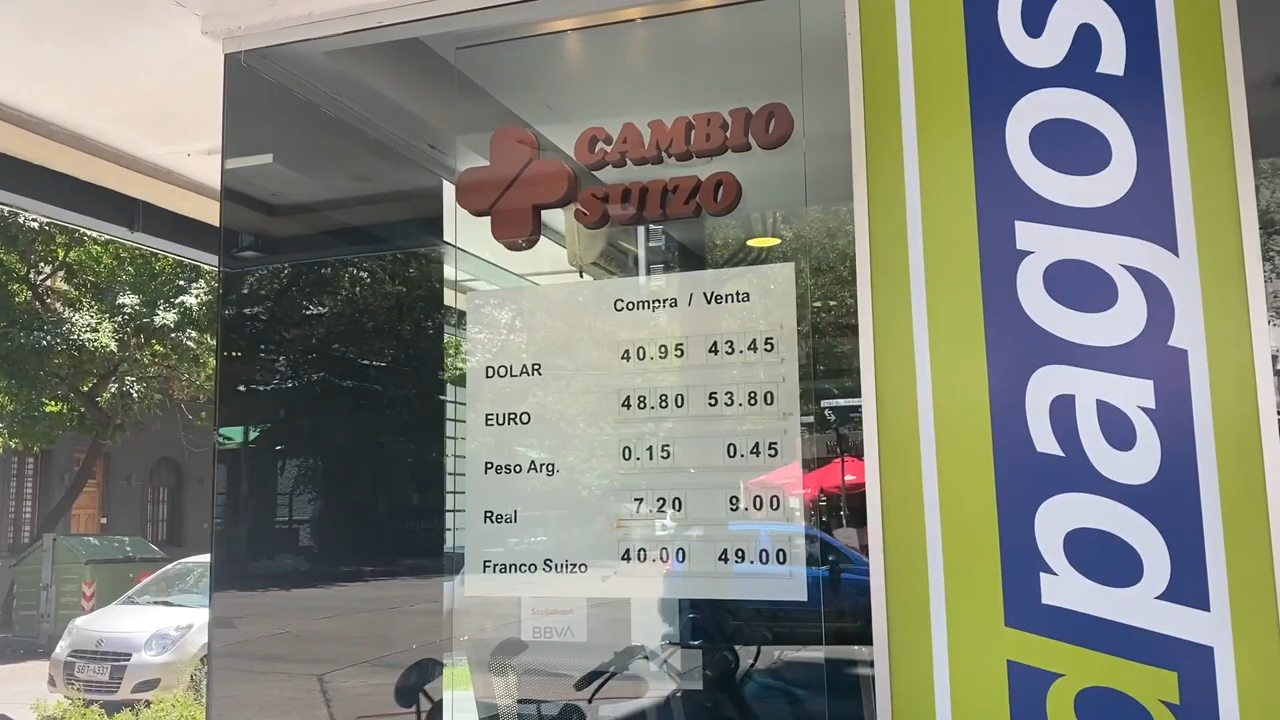 CAMBIO
SUIZO
Compra / Venta
DOLAR 40.95 43.45
EURO 48.80 53.80
Peso Arg. 0.15 0.45
Real 7.20 9.00
Franco Suizo 40.00 49.00
Scotiabank
BBVA
SBT 4337
pagos